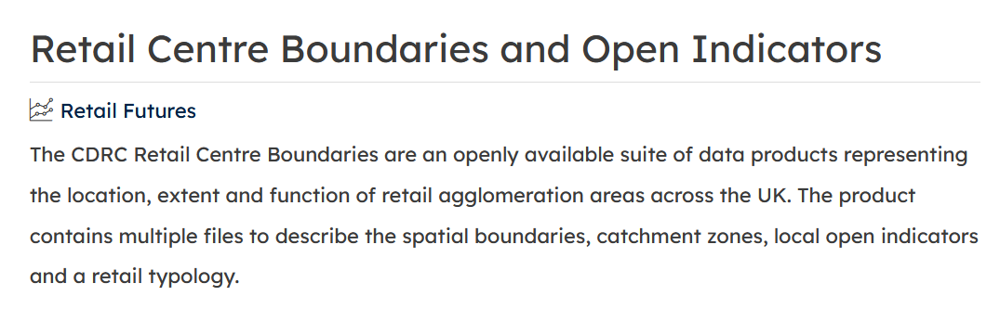 Retail Centre Boundaries and Open Indicators
Retail Futures
The CDRC Retail Centre Boundaries are an openly available suite of data products representing
the location, extent and function of retail agglomeration areas across the UK. The product
contains multiple files to describe the spatial boundaries, catchment zones, local open indicators
and a retail typology.